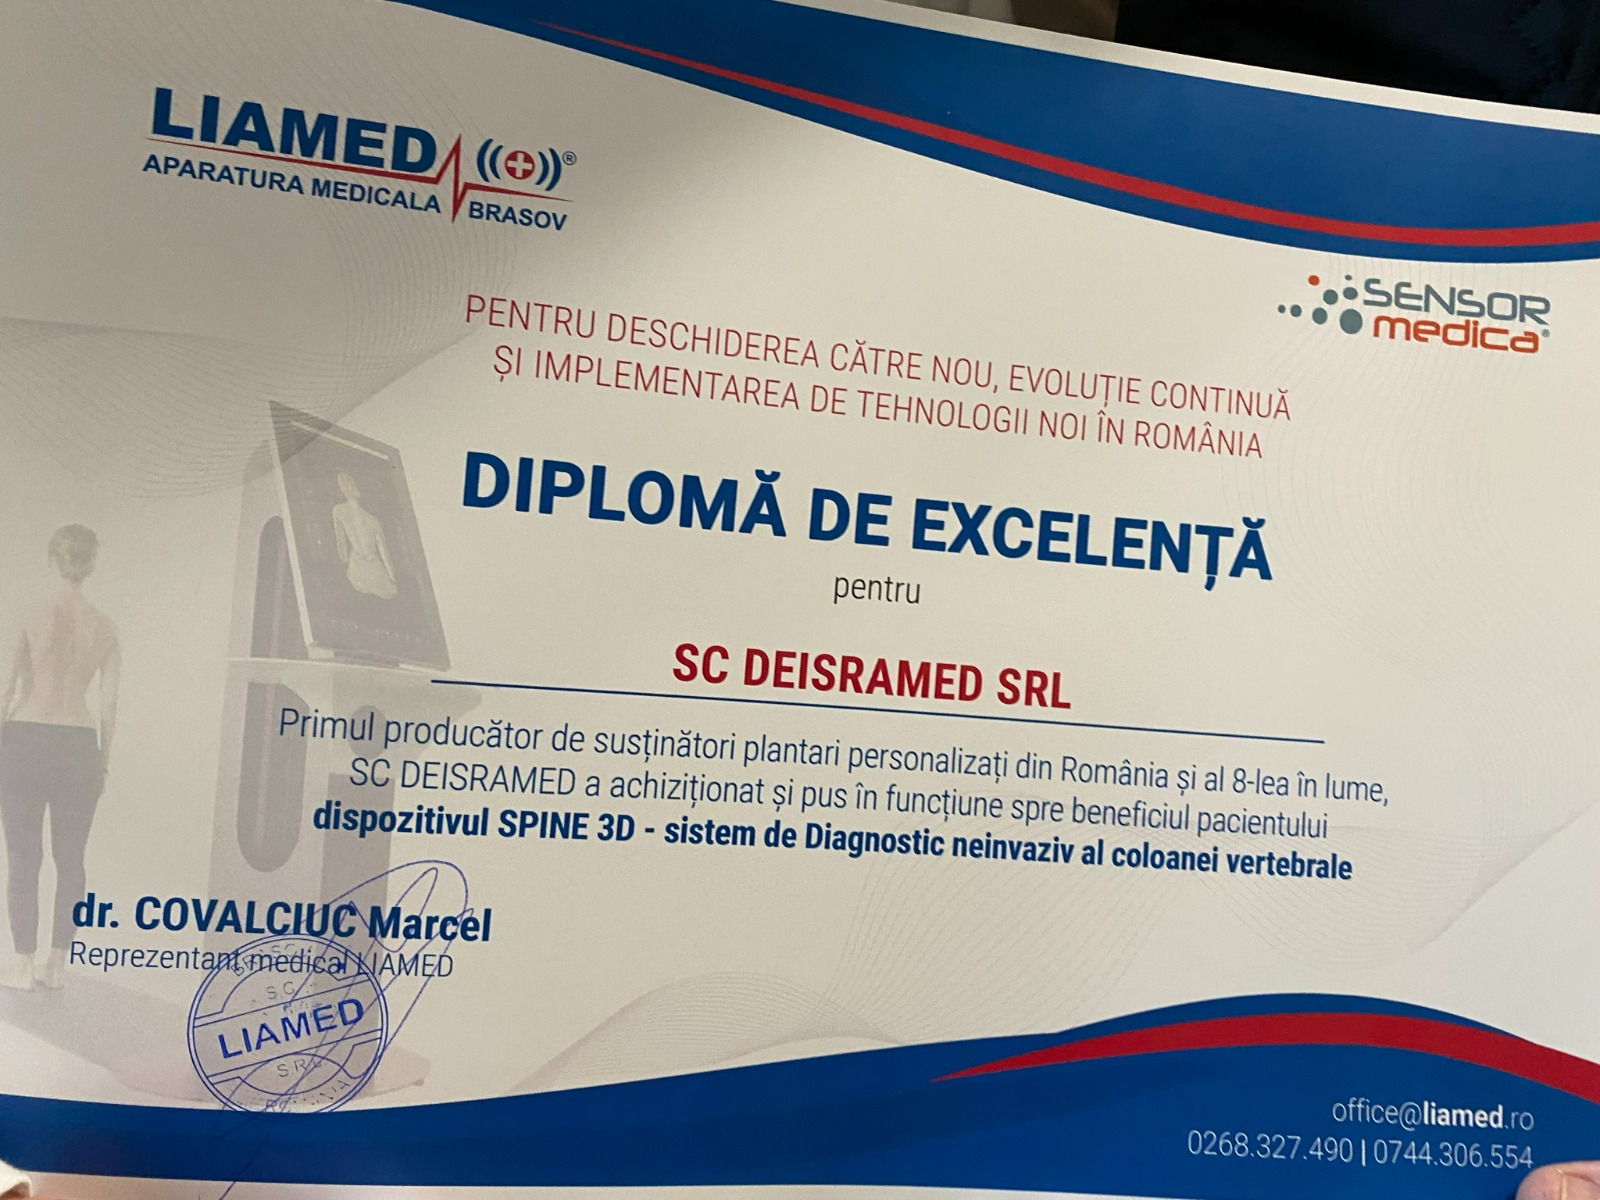 LIAMED
APARATURA MEDICALA BRASOV
SENSOR
medica
PENTRU DESCHIDEREA CĂTRE NOU, EVOLUȚIE CONTINUĂ
ȘI IMPLEMENTAREA DE TEHNOLOGII NOI ÎN ROMÂNIA
DIPLOMĂ DE EXCELENȚĂ
pentru
SC DEISRAMED SRL
Primul producător de susținători plantari personalizați din România și al 8-lea în lume,
SC DEISRAMED a achiziționat și pus în funcțiune spre beneficiul pacientului
dispozitivul SPINE 3D - sistem de Diagnostic neinvaziv al coloanei vertebrale
dr. COVALCIUC Marcel
Reprezentant medical LIAMED
SC
LIAMED
SRL
office@liamed.ro
0268.327.490 | 0744.306.554